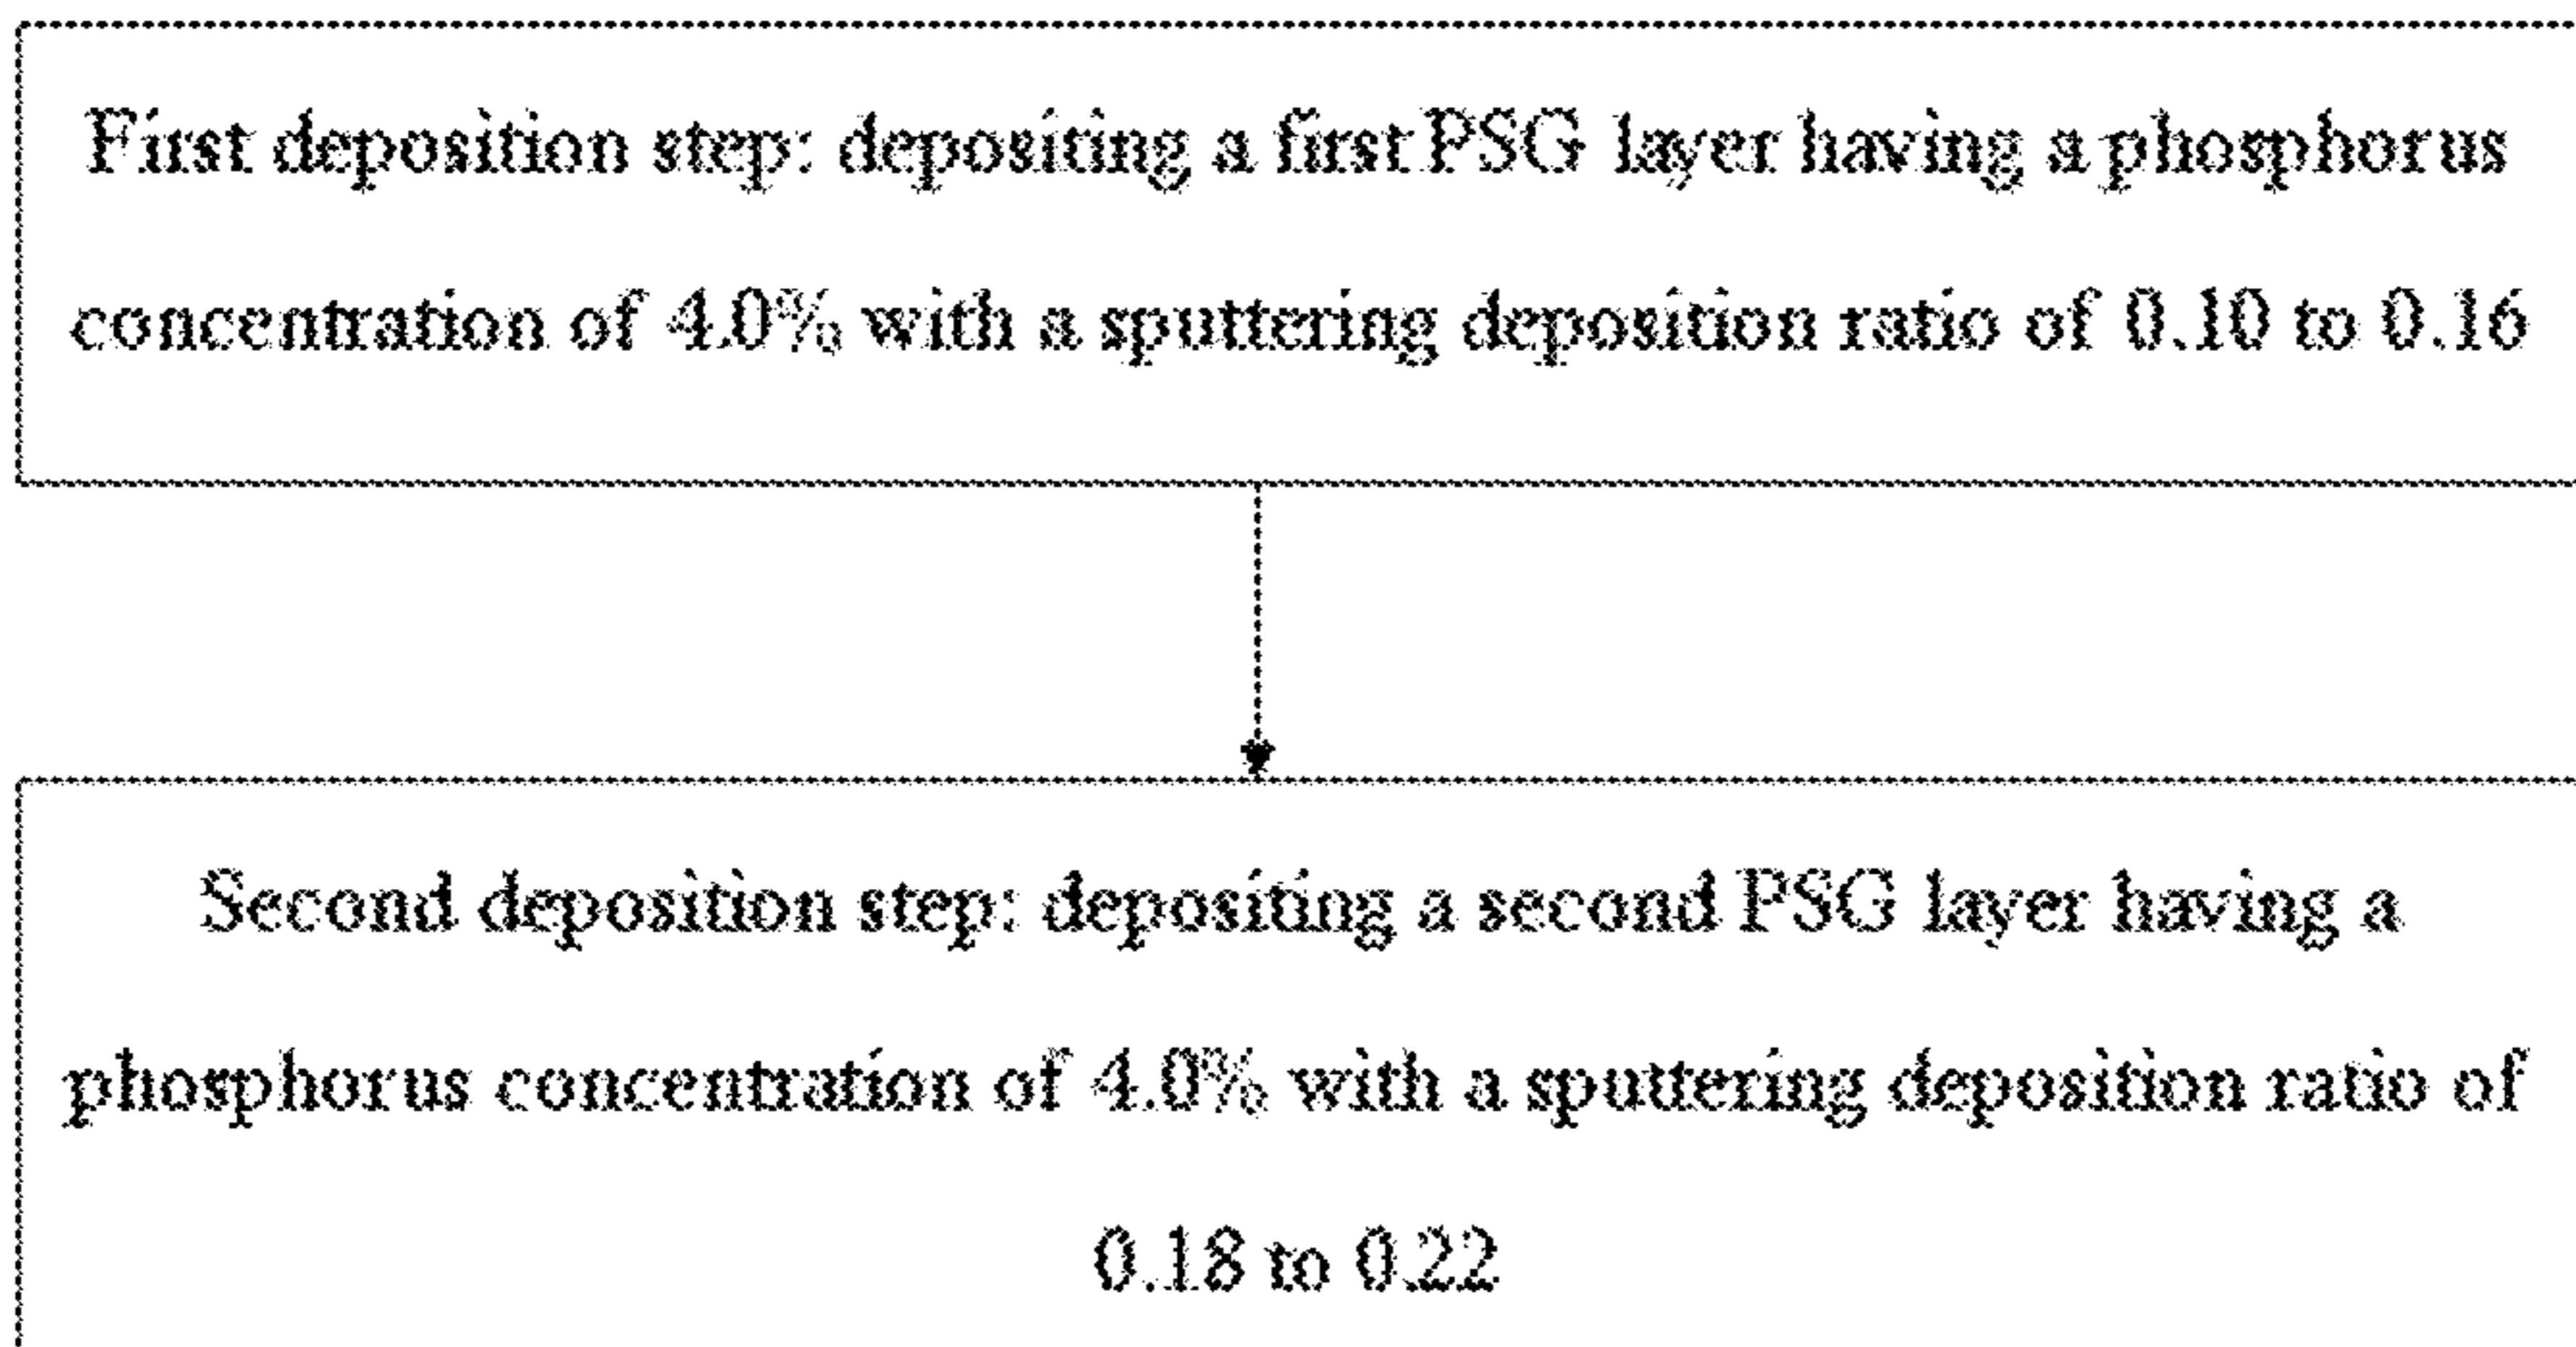 First deposition step: depositing a first PSG layer having a phosphorus
concentration of 4.0% with a sputtering deposition ratio of 0.10 to 0.16
Second deposition step: depositing a second PSG layer having a
phosphorus concentration of 4.0% with a sputtering deposition ratio of
0.18 to 0.22